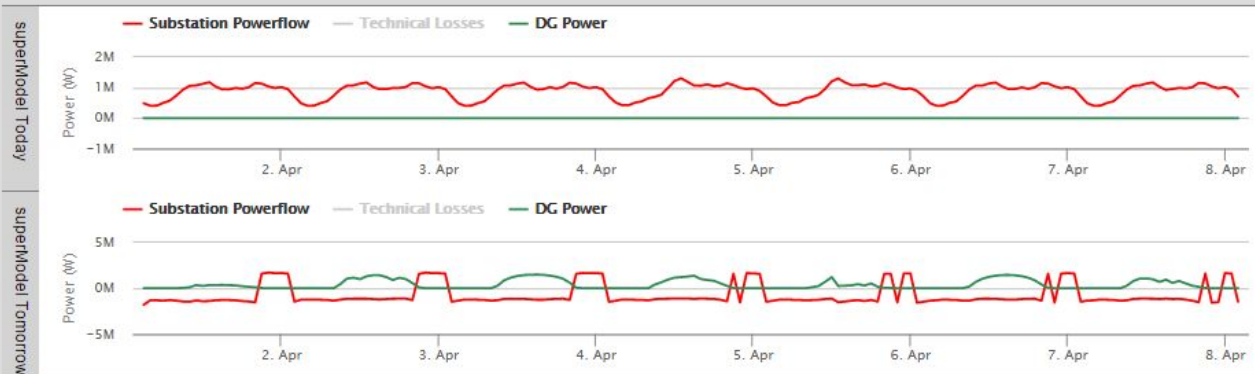 superModel Today
Substation Powerflow Technical Losses DG Power
Power (W)
2M
1M
0M
−1M
2. Apr 3. Apr 4. Apr 5. Apr 6. Apr 7. Apr 8. Apr
superModel Tomorrow
Substation Powerflow Technical Losses DG Power
Power (W)
5M
0M
−5M
2. Apr 3. Apr 4. Apr 5. Apr 6. Apr 7. Apr 8. Apr